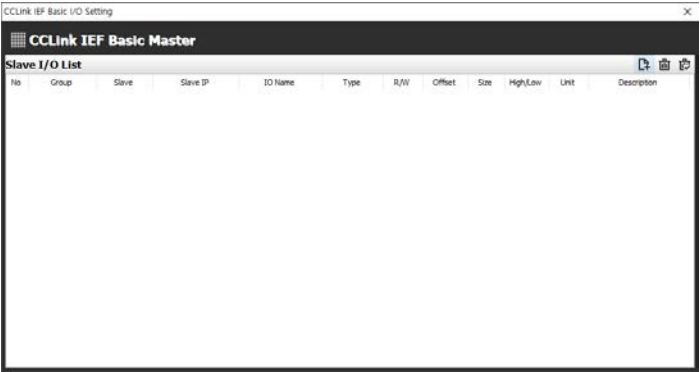 CCLink IEF Basic I/O Setting
CCLink IEF Basic Master
Slave I/O List
No Group Slave Slave IP IO Name Type R/W Offset Size High/Low Unit Description